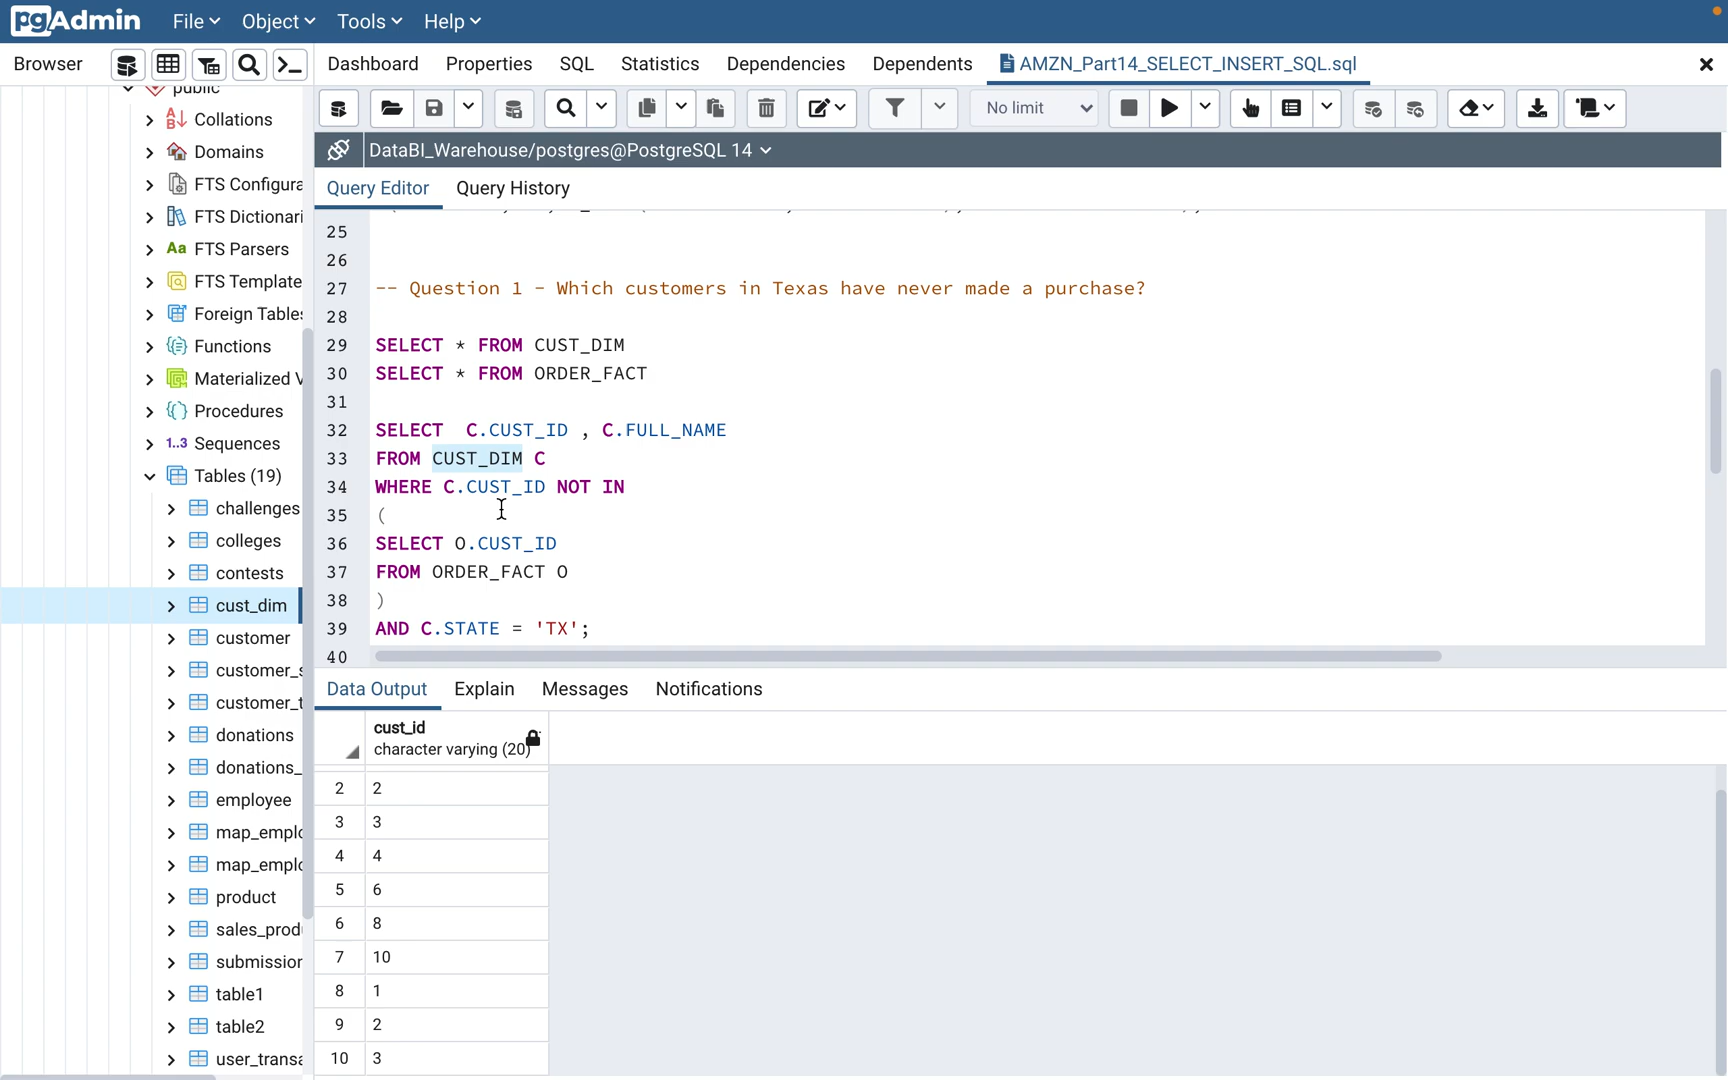 pgAdmin File Object Tools Help
Browser Dashboard Properties SQL Statistics Dependencies Dependents AMZN_Part14_SELECT_INSERT_SQL.sql
No limit
DataBI_Warehouse/postgres@PostgreSQL 14
Query Editor Query History
public
Collations
Domains
FTS Configura
FTS Dictionari
Aa FTS Parsers
FTS Template
Foreign Table
Functions
Materialized V
Procedures
1..3 Sequences
Tables (19)
challenges
colleges
contests
cust_dim
customer
customer_s
customer_t
donations
donations_
employee
map_emplo
map_emplo
product
sales_prod
submission
table1
table2
user_transa
25
26
27 -- Question 1 - Which customers in Texas have never made a purchase?
28
29 SELECT * FROM CUST_DIM
30 SELECT * FROM ORDER_FACT
31
32 SELECT C.CUST_ID , C.FULL_NAME
33 FROM CUST_DIM C
34 WHERE C.CUST_ID NOT IN
35 (
36 SELECT O.CUST_ID
37 FROM ORDER_FACT O
38 )
39 AND C.STATE = 'TX';
40
Data Output Explain Messages Notifications
cust_id
character varying (20)
2 2
3 3
4 4
5 6
6 8
7 10
8 1
9 2
10 3